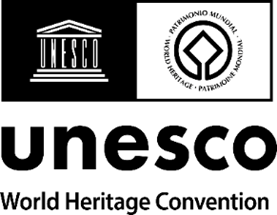 UNESCO
PATRIMONIO MUNDIAL • WORLD HERITAGE • PATRIMOINE MONDIAL •
unesco
World Heritage Convention